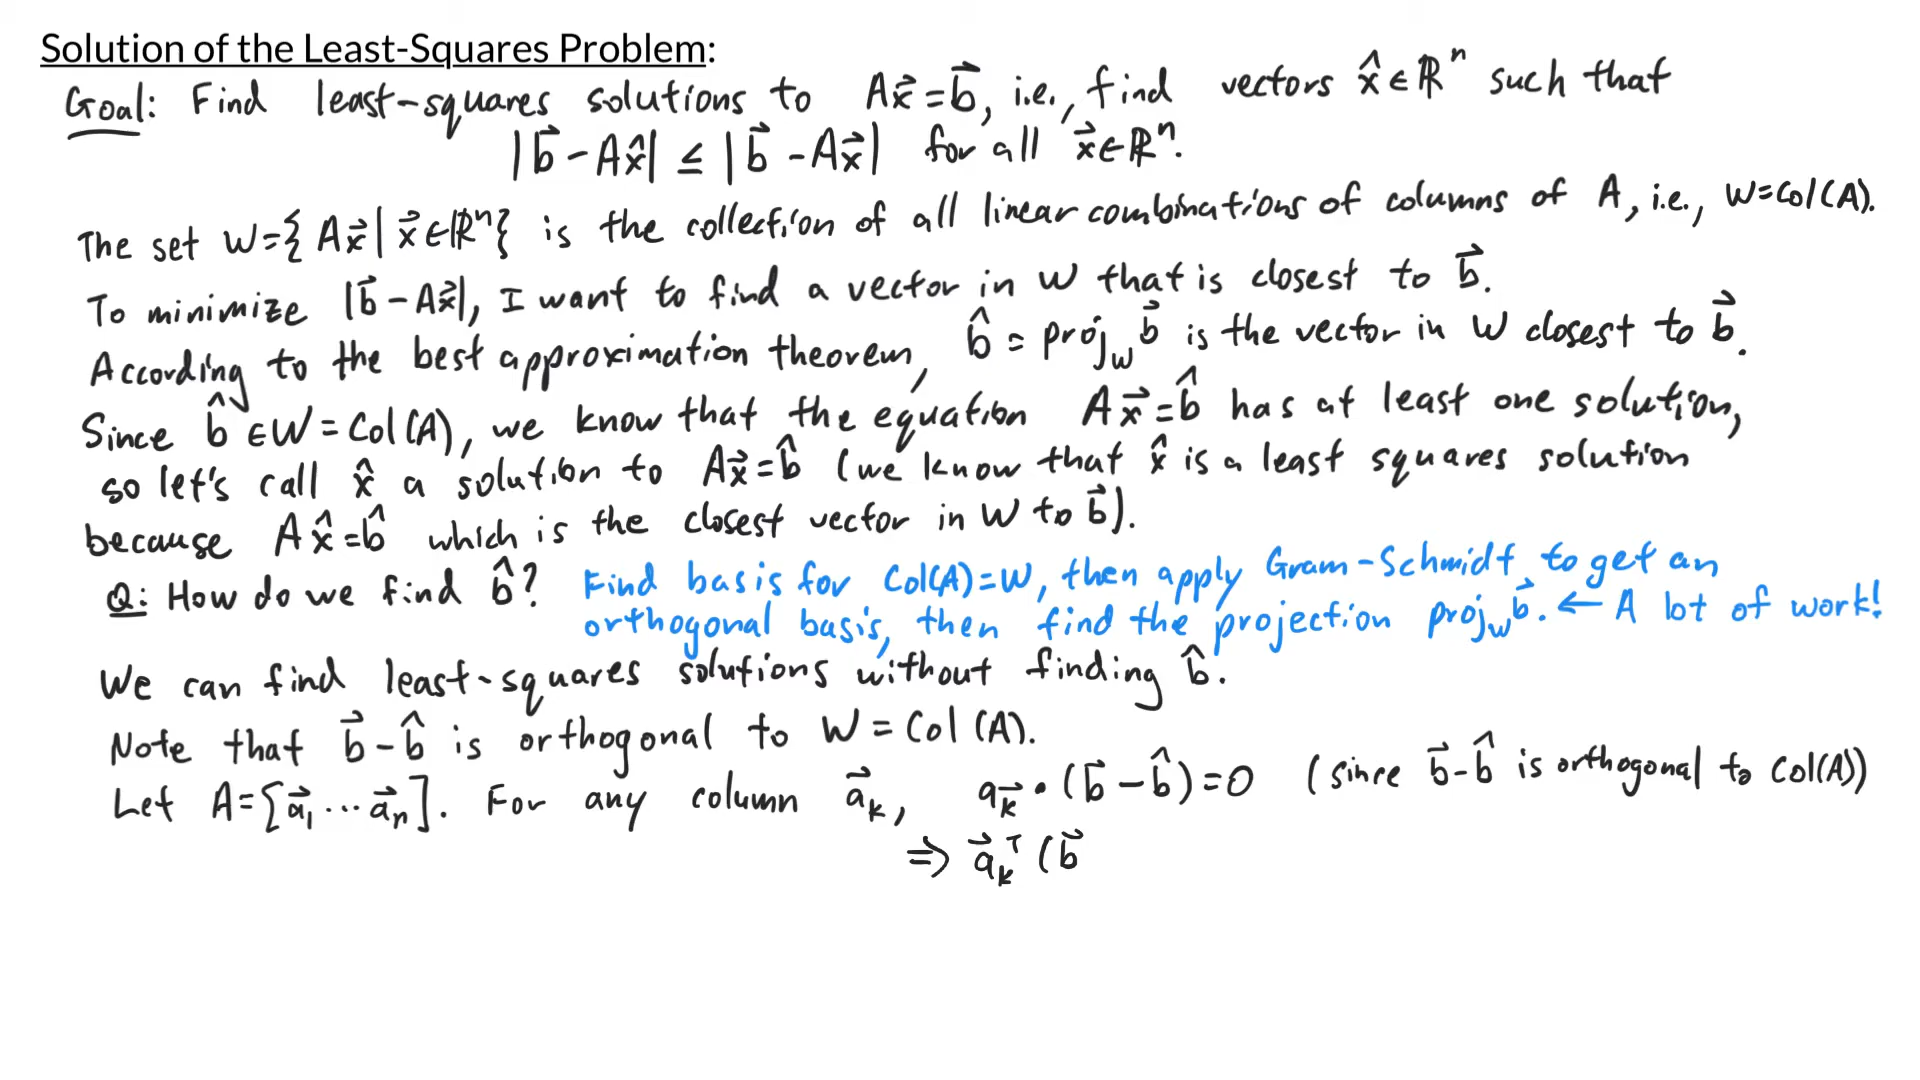 Solution of the Least-Squares Problem:
Goal: Find least-squares solutions to Ax⃗ = b⃗, i.e., find vectors x̂ ∈ ℝⁿ such that
|b⃗ - Ax̂| ≤ |b⃗ - Ax⃗| for all x⃗ ∈ ℝⁿ.
The set W = { Ax⃗ | x⃗ ∈ ℝⁿ } is the collection of all linear combinations of columns of A, i.e., W = Col(A).
To minimize |b⃗ - Ax⃗|, I want to find a vector in W that is closest to b⃗.
According to the best approximation theorem, b̂ = proj_W b⃗ is the vector in W closest to b⃗.
Since b̂ ∈ W = Col(A), we know that the equation Ax⃗ = b̂ has at least one solution,
so let's call x̂ a solution to Ax⃗ = b̂ (we know that x̂ is a least squares solution
because Ax̂ = b̂ which is the closest vector in W to b⃗).
Q: How do we find b̂? Find basis for Col(A) = W, then apply Gram-Schmidt to get an
orthogonal basis, then find the projection proj_W b⃗. ← A lot of work!
We can find least-squares solutions without finding b̂.
Note that b⃗ - b̂ is orthogonal to W = Col(A).
Let A = [a⃗₁ ... a⃗ₙ]. For any column a⃗ₖ, a⃗ₖ • (b⃗ - b̂) = 0 (since b⃗ - b̂ is orthogonal to Col(A))
⇒ a⃗ₖᵀ (b⃗